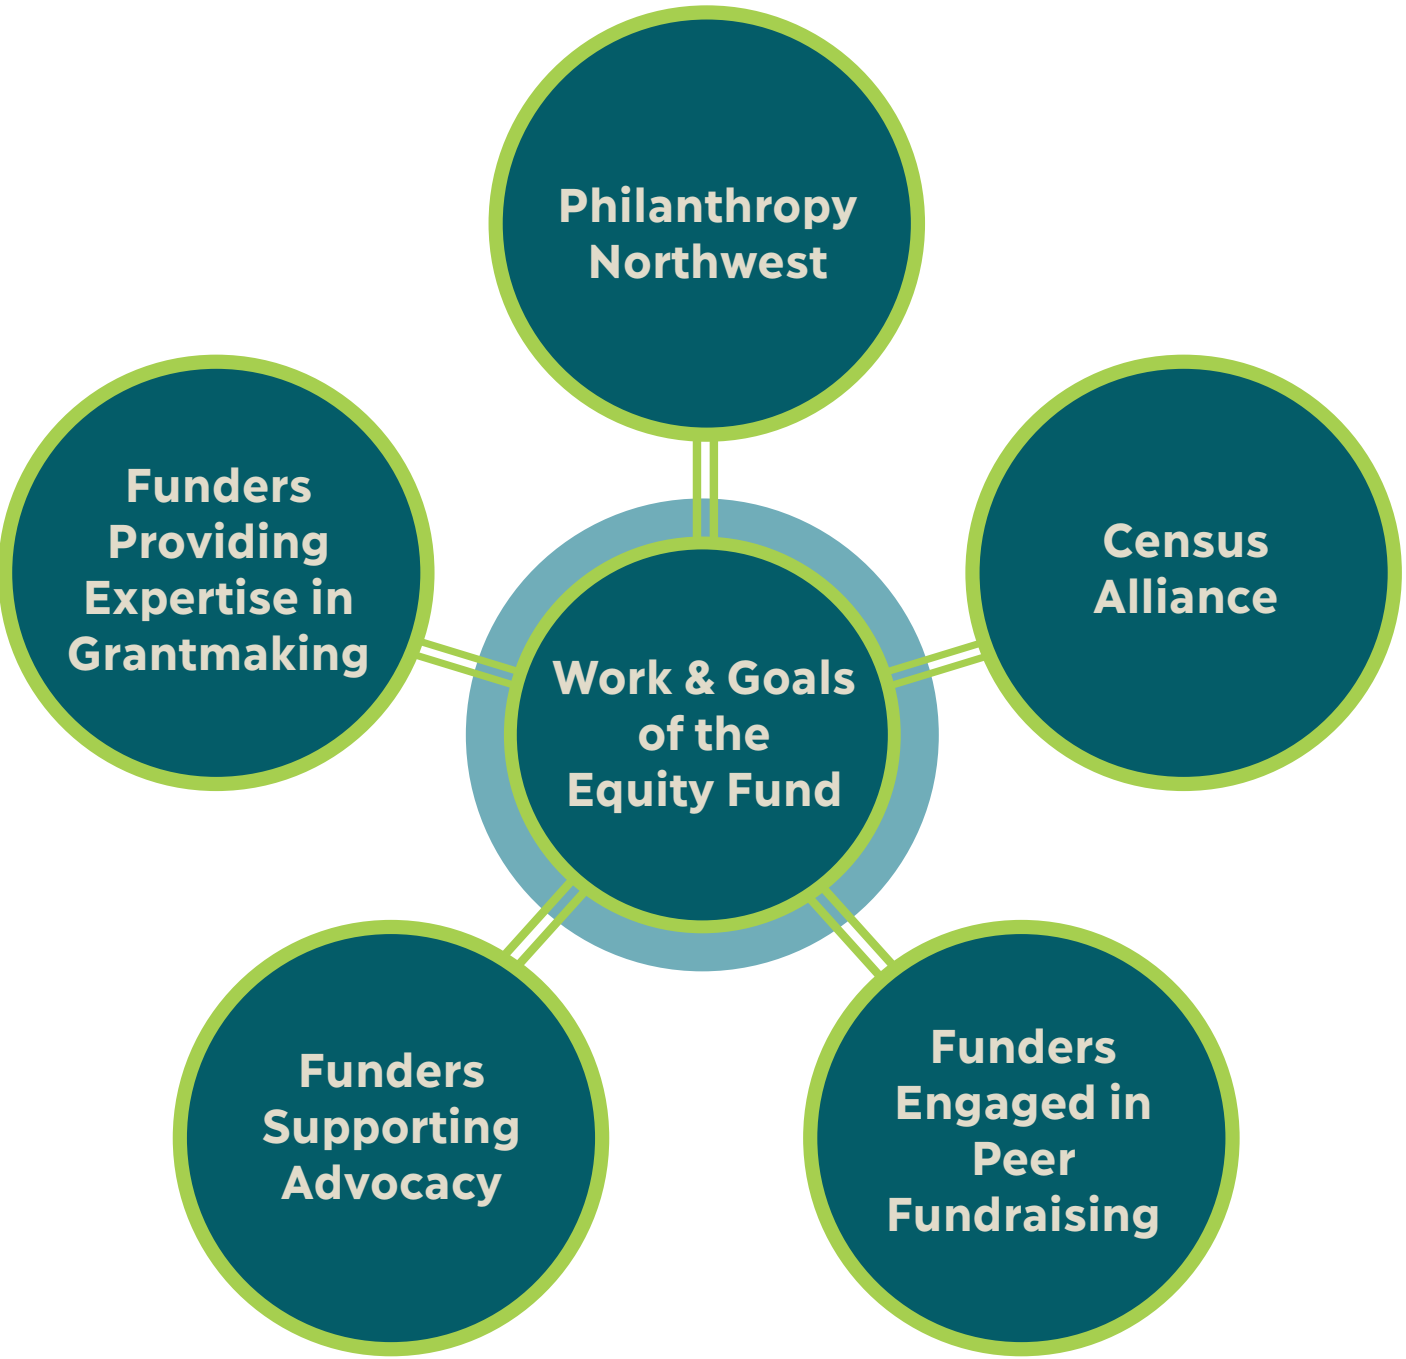 Philanthropy
Northwest
Funders
Providing
Expertise in
Grantmaking
Census
Alliance
Work & Goals
of the
Equity Fund
Funders
Supporting
Advocacy
Funders
Engaged in
Peer
Fundraising